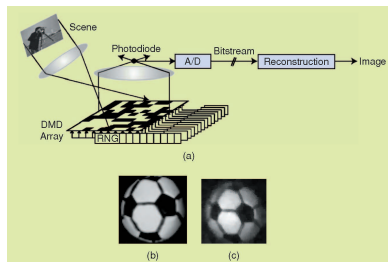 Scene
Photodiode
A/D
Bitstream
Reconstruction
Image
DMD
Array
RNG
(a)
(b)
(c)